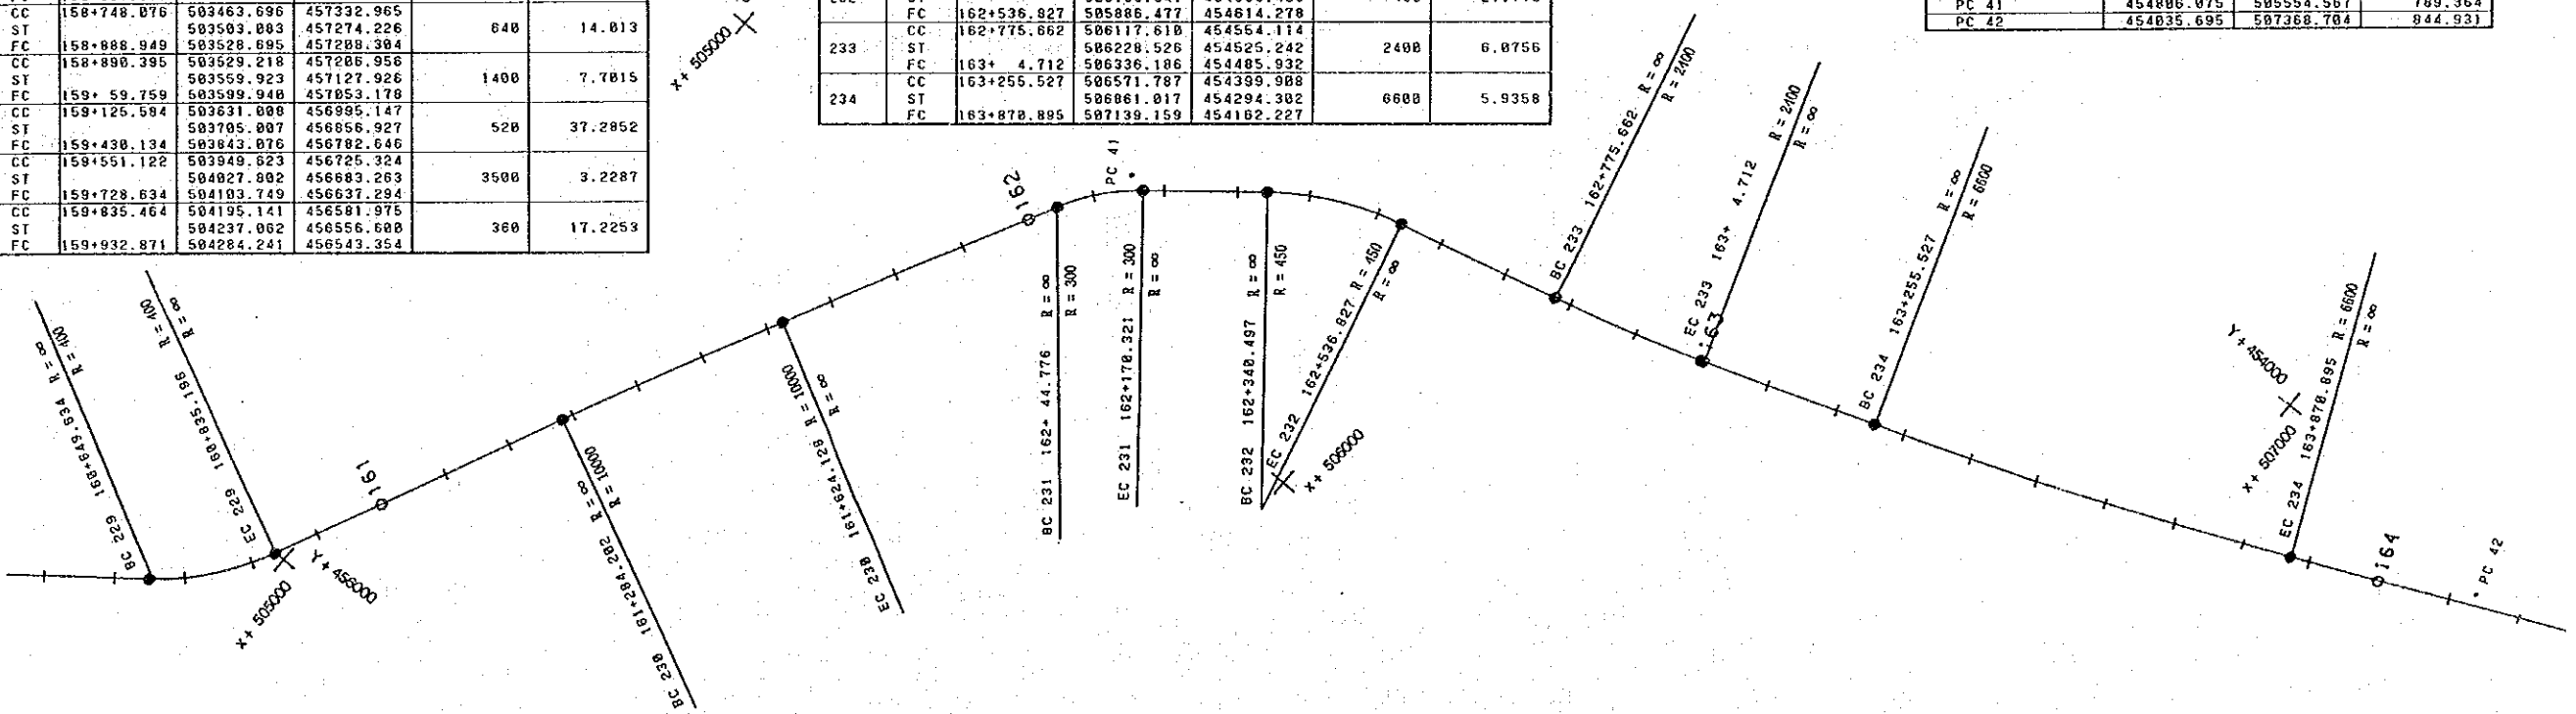 CC 158+748.076 503463.696 457332.965
ST 503503.083 457274.226 640 14.013
FC 158+888.949 503528.695 457208.304
CC 158+890.395 503529.218 457206.956
ST 503559.923 457127.926 1400 7.7015
FC 159+ 59.759 503599.940 457053.178
CC 159+125.504 503631.008 456995.147
ST 503705.007 456856.927 520 37.2852
FC 159+430.134 503843.076 456782.646
CC 159+551.122 503949.623 456725.324
ST 504027.802 456683.263 3500 3.2287
FC 159+728.634 504103.749 456637.294
CC 159+835.464 504195.141 456581.975
ST 504237.062 456556.600 360 17.2253
FC 159+932.871 504284.241 456543.354
X+ 505000
FC 162+536.827 505886.477 454614.278
CC 162+775.662 506117.610 454554.114
233 ST 506228.526 454525.242 2400 6.0756
FC 163+ 4.712 506336.186 454485.932
CC 163+255.527 506571.787 454399.908
234 ST 506861.017 454294.302 6600 5.9358
FC 163+870.895 507139.159 454162.227
PC 41 454806.075 505554.567 789.364
PC 42 454035.695 507368.704 844.931
BC 229 160+649.634 R = ∞
R = 400
EC 229 160+835.196 R = 400
R = ∞
X+ 505000
Y+ 456000
161
BC 230 161+284.202 R = ∞
R = 10000
EC 230 161+624.128 R = 10000
R = ∞
162
BC 231 162+ 44.776 R = ∞
R = 300
PC 41
EC 231 162+170.321 R = 300
R = ∞
BC 232 162+340.497 R = ∞
R = 450
EC 232 162+536.827 R = 450
R = ∞
X+ 506000
BC 233 162+775.662 R = ∞
R = 2400
EC 233 163+ 4.712 R = 2400
R = ∞
163
BC 234 163+255.527 R = ∞
R = 6600
Y+ 454000
X+ 507000
EC 234 163+870.895 R = 6600
R = ∞
164
PC 42